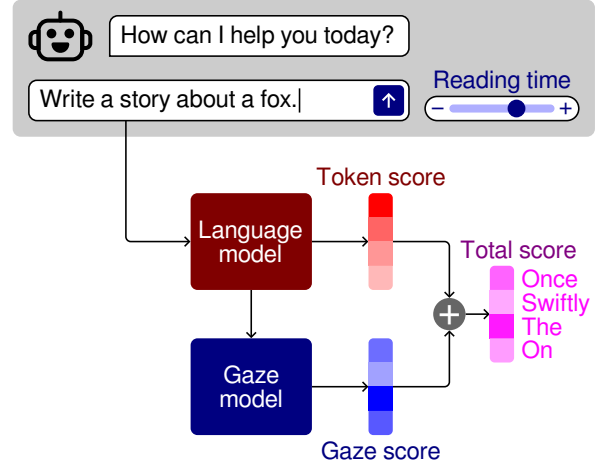 How can I help you today?
Write a story about a fox.
Reading time
− +
Token score
Language
model
Total score
Once
Swiftly
The
On
+
Gaze
model
Gaze score